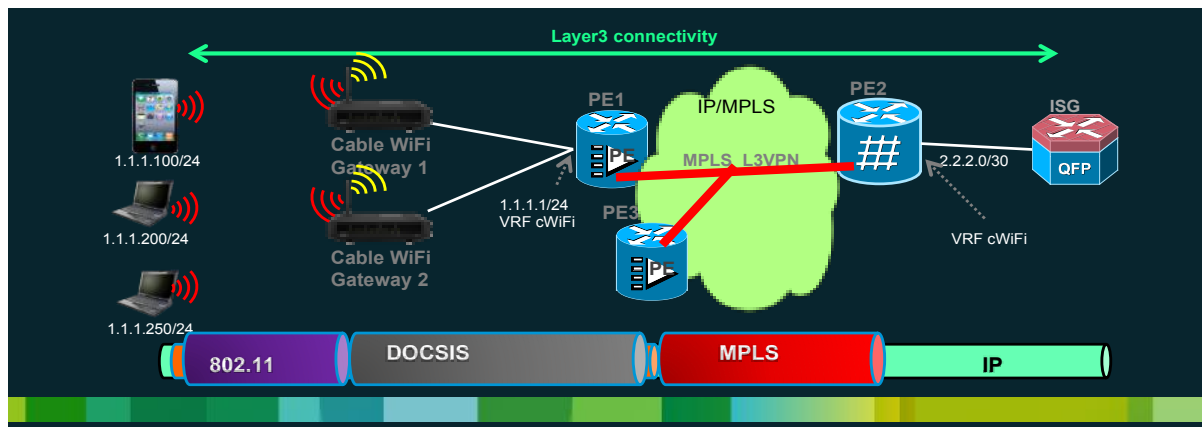 Layer3 connectivity
PE1
IP/MPLS
PE2
ISG
Cable WiFi
Gateway 1
1.1.1.100/24
PE
MPLS L3VPN
2.2.2.0/30
QFP
1.1.1.1/24
VRF cWiFi
PE3
1.1.1.200/24
Cable WiFi
Gateway 2
VRF cWiFi
PE
1.1.1.250/24
802.11
DOCSIS
MPLS
IP